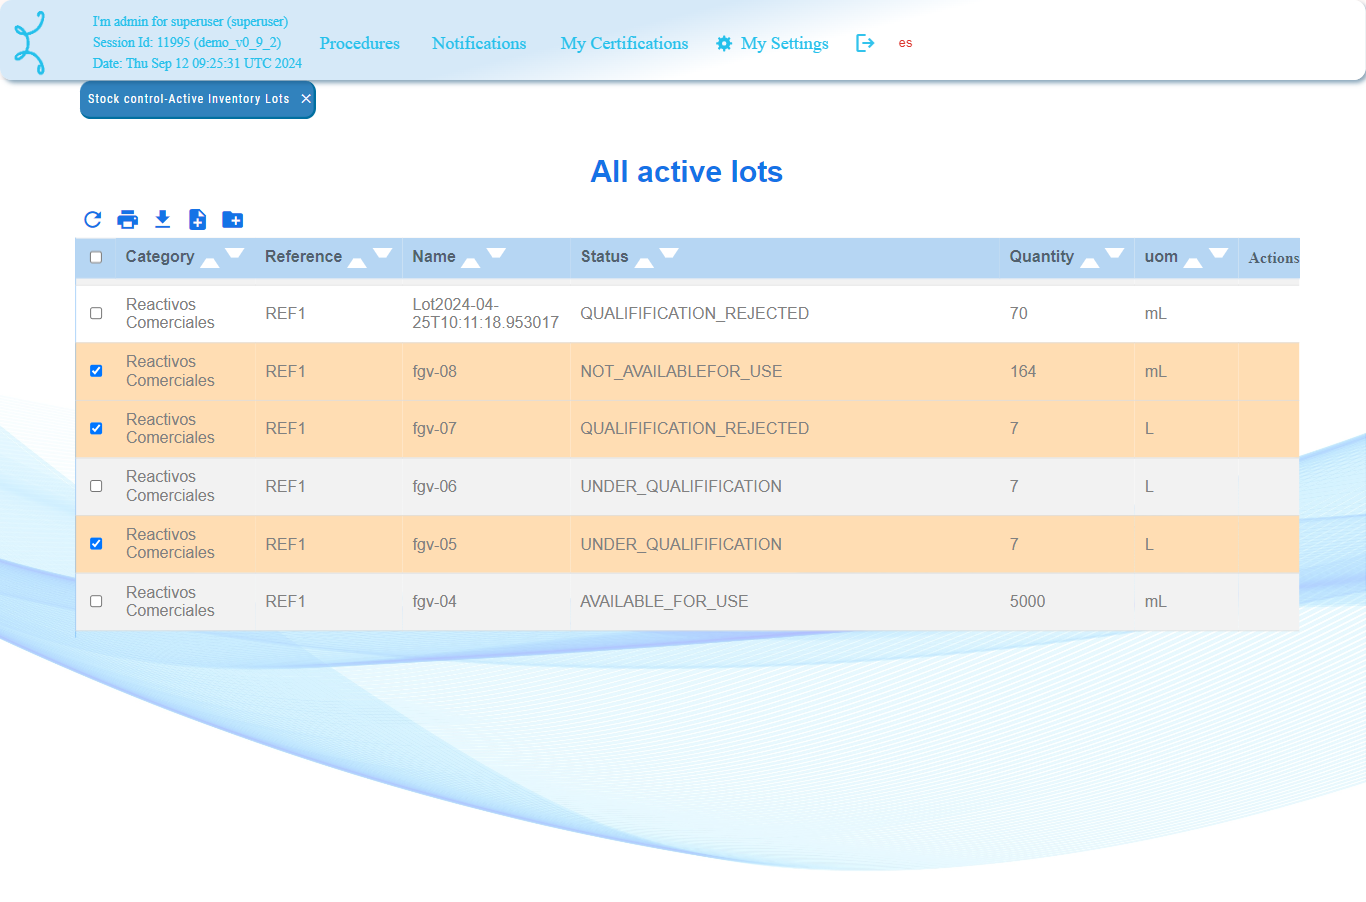 I'm admin for superuser (superuser)
Session Id: 11995 (demo_v0_9_2)
Date: Thu Sep 12 09:25:31 UTC 2024
Procedures Notifications My Certifications My Settings es
Stock control-Active Inventory Lots
All active lots
Category Reference Name Status Quantity uom Actions
Reactivos Comerciales REF1 Lot2024-04-25T10:11:18.953017 QUALIFIFICATION_REJECTED 70 mL
Reactivos Comerciales REF1 fgv-08 NOT_AVAILABLEFOR_USE 164 mL
Reactivos Comerciales REF1 fgv-07 QUALIFIFICATION_REJECTED 7 L
Reactivos Comerciales REF1 fgv-06 UNDER_QUALIFIFICATION 7 L
Reactivos Comerciales REF1 fgv-05 UNDER_QUALIFIFICATION 7 L
Reactivos Comerciales REF1 fgv-04 AVAILABLE_FOR_USE 5000 mL